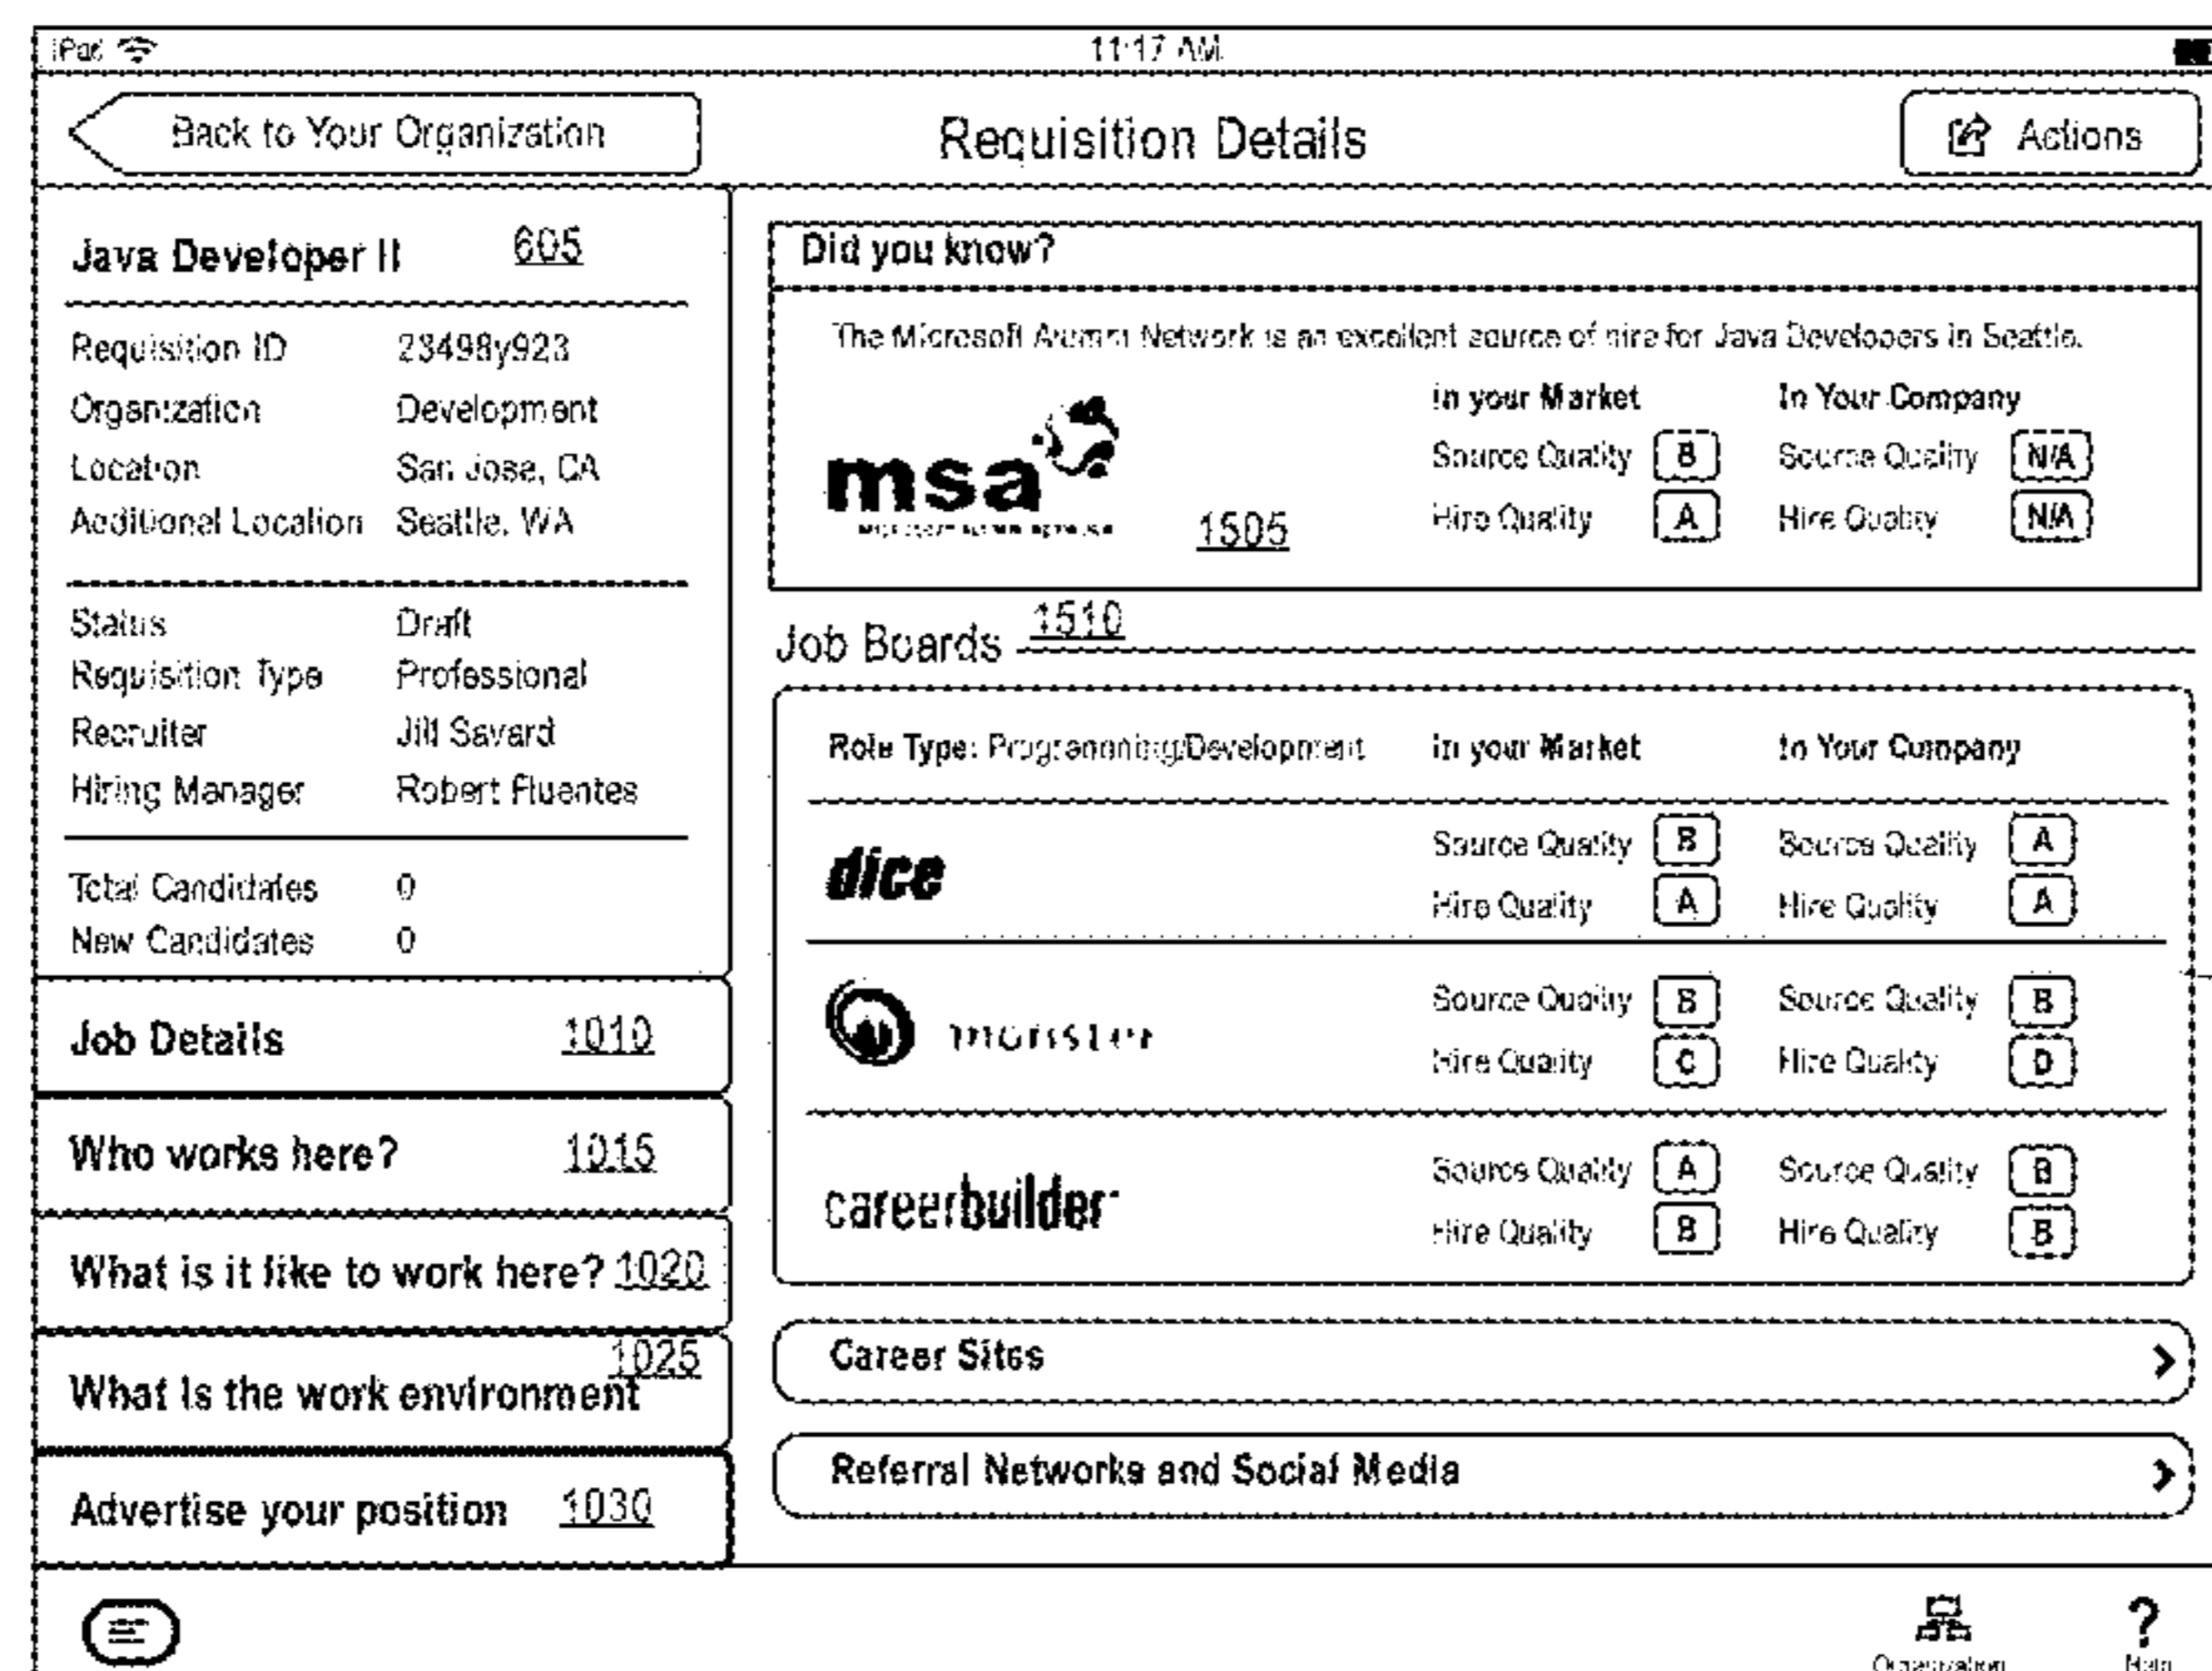 iPad
11:17 AM
Back to Your Organization
Requisition Details
Actions
Java Developer II 605
Requisition ID 23498y923
Organization Development
Location San Jose, CA
Additional Location Seattle, WA
Status Draft
Requisition Type Professional
Recruiter Jill Savard
Hiring Manager Robert Fluentes
Total Candidates 0
New Candidates 0
Job Details 1010
Who works here? 1015
What is it like to work here? 1020
1025
What is the work environment
Advertise your position 1030
Did you know?
The Microsoft Alumni Network is an excellent source of hire for Java Developers in Seattle.
In your Market In Your Company
msa
Source Quality B Source Quality N/A
Hire Quality A Hire Quality N/A
MICROSOFT ALUMNI NETWORK
1505
Job Boards 1510
Role Type: Programming/Development In your Market In Your Company
dice
Source Quality B Source Quality A
Hire Quality A Hire Quality A
monster
Source Quality B Source Quality B
Hire Quality C Hire Quality D
careerbuilder
Source Quality A Source Quality B
Hire Quality B Hire Quality B
Career Sites
Referral Networks and Social Media
Organization
Help